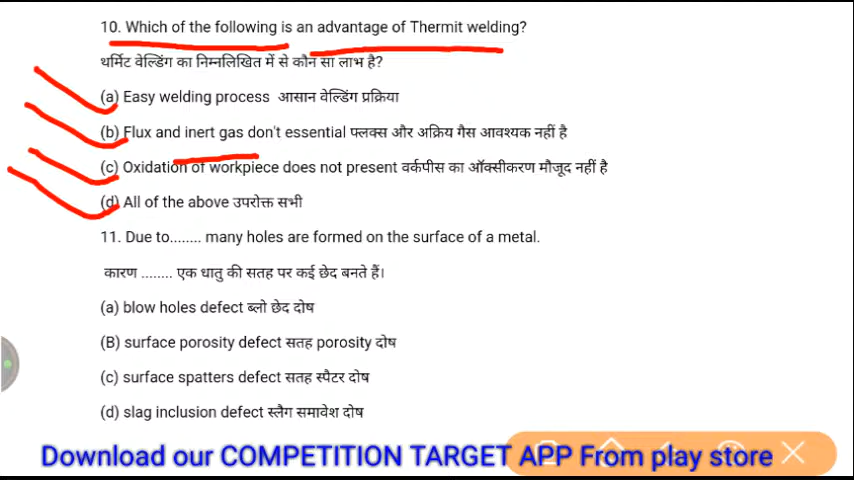 10. Which of the following is an advantage of Thermit welding?
थर्मिट वेल्डिंग का निम्नलिखित में से कौन सा लाभ है?
(a) Easy welding process आसान वेल्डिंग प्रक्रिया
(b) Flux and inert gas don't essential फ्लक्स और अक्रिय गैस आवश्यक नहीं है
(c) Oxidation of workpiece does not present वर्कपीस का ऑक्सीकरण मौजूद नहीं है
(d) All of the above उपरोक्त सभी
11. Due to........ many holes are formed on the surface of a metal.
कारण ........ एक धातु की सतह पर कई छेद बनते हैं।
(a) blow holes defect ब्लो छेद दोष
(B) surface porosity defect सतह porosity दोष
(c) surface spatters defect सतह स्पैटर दोष
(d) slag inclusion defect स्लैग समावेश दोष
Download our COMPETITION TARGET APP From play store